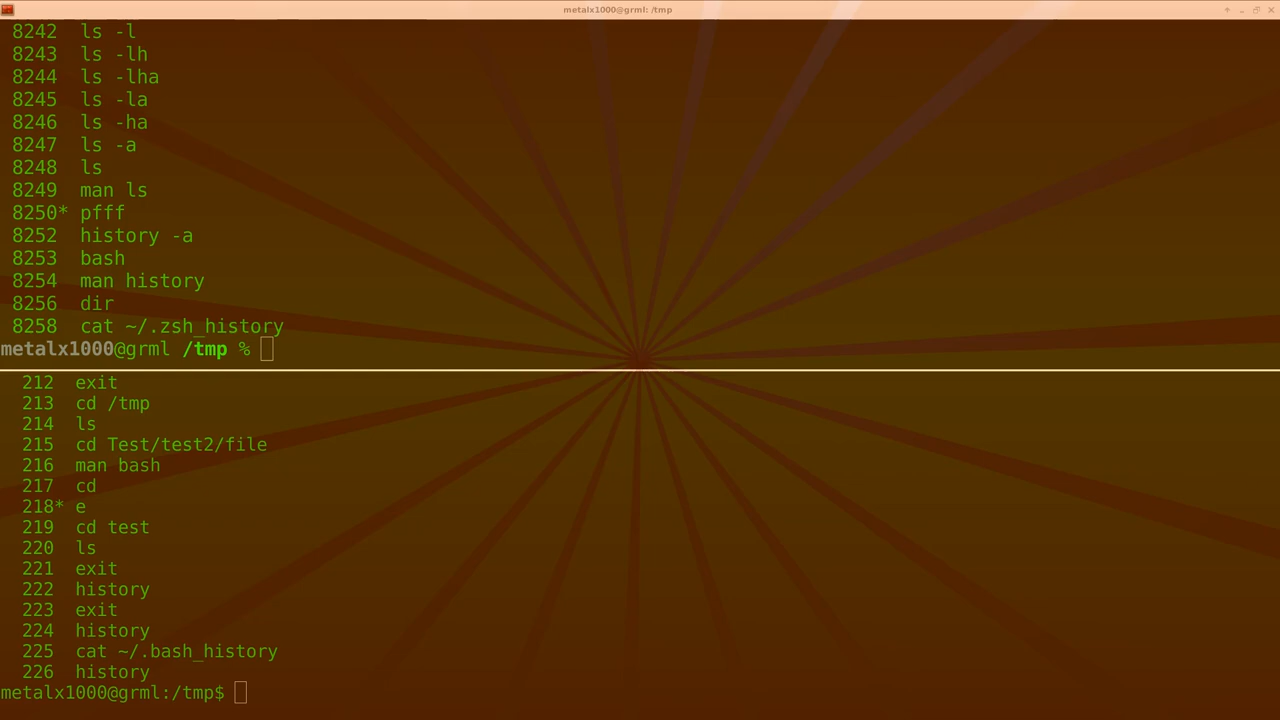 metalx1000@grml: /tmp
8242 ls -l
8243 ls -lh
8244 ls -lha
8245 ls -la
8246 ls -ha
8247 ls -a
8248 ls
8249 man ls
8250* pfff
8252 history -a
8253 bash
8254 man history
8256 dir
8258 cat ~/.zsh_history
metalx1000@grml /tmp %
212 exit
213 cd /tmp
214 ls
215 cd Test/test2/file
216 man bash
217 cd
218* e
219 cd test
220 ls
221 exit
222 history
223 exit
224 history
225 cat ~/.bash_history
226 history
metalx1000@grml:/tmp$